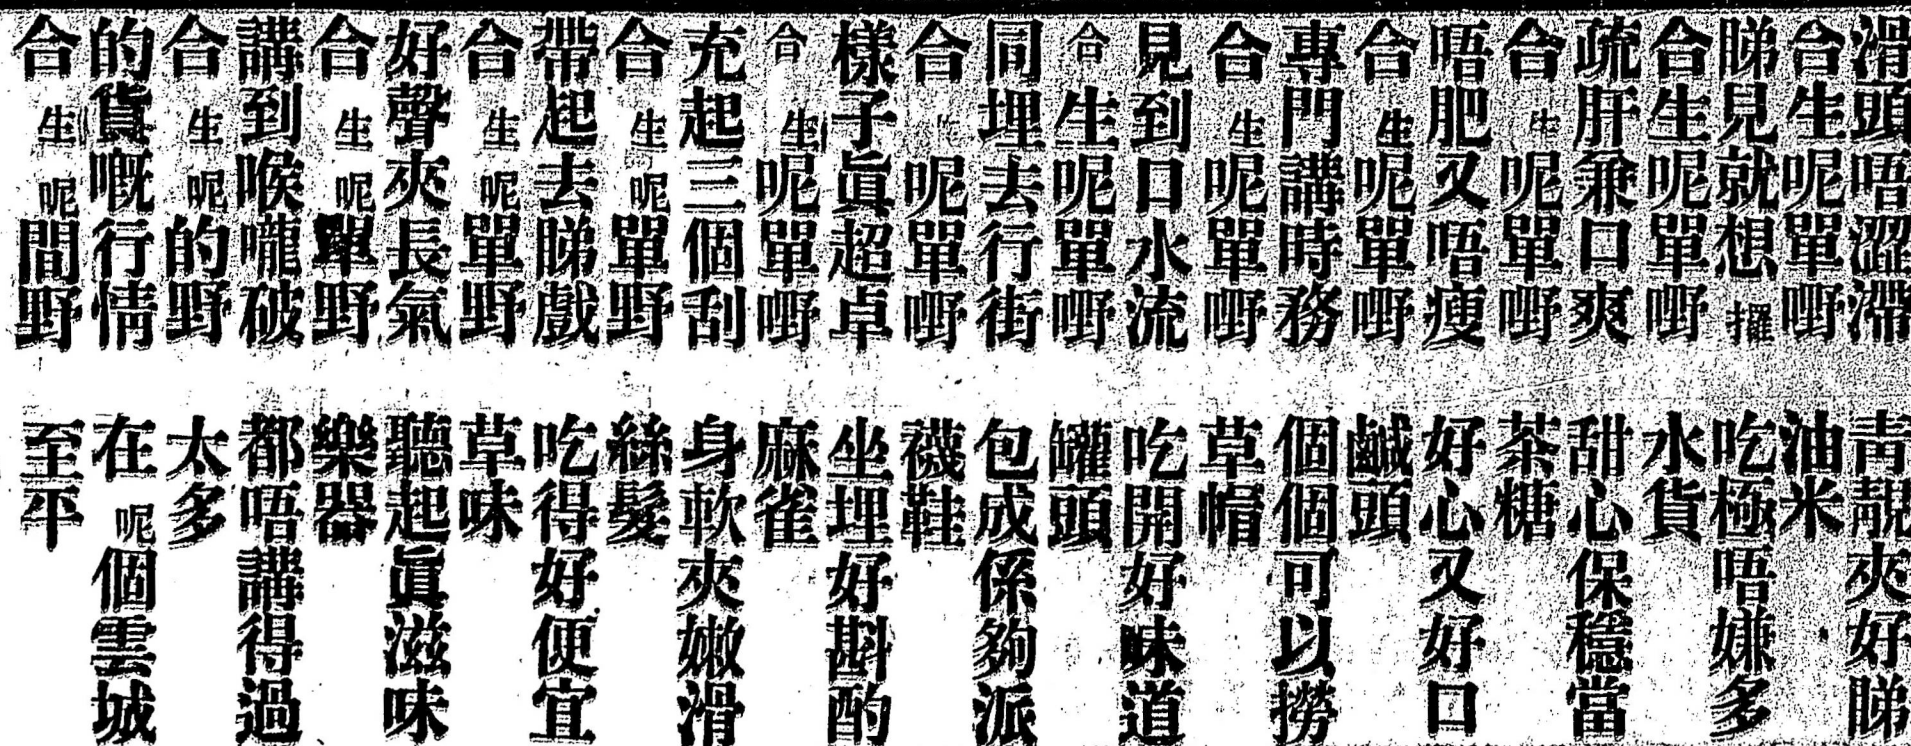 滑頭唔澀滯　青靚夾好睇
合生呢單嘢　油米
睇見就想攞　吃極唔嫌多
合生呢單嘢　水貨
疏肝兼口爽　甜心保穩當
合生呢單嘢　茶糖
唔肥又唔瘦　好心又好口
合生呢單嘢　鹹頭
專門講時務　個個可以撈
合生呢單嘢　草帽
見到口水流　吃開好味道
合生呢單嘢　罐頭
同埋去行街　包成係夠派
合呢單嘢　襪鞋
樣子眞超卓　坐埋好斟酌
合生呢單嘢　麻雀
充起三個刮　身軟夾嫩滑
合生呢單野　絲髮
帶起去睇戲　吃得好便宜
合生呢單野　草味
好聲夾長氣　聽起眞滋味
合生呢單野　樂器
講到喉嚨破　都唔講得過
合生呢的野　太多
的貨嘅行情　在呢個雲城
合生呢間野　至平